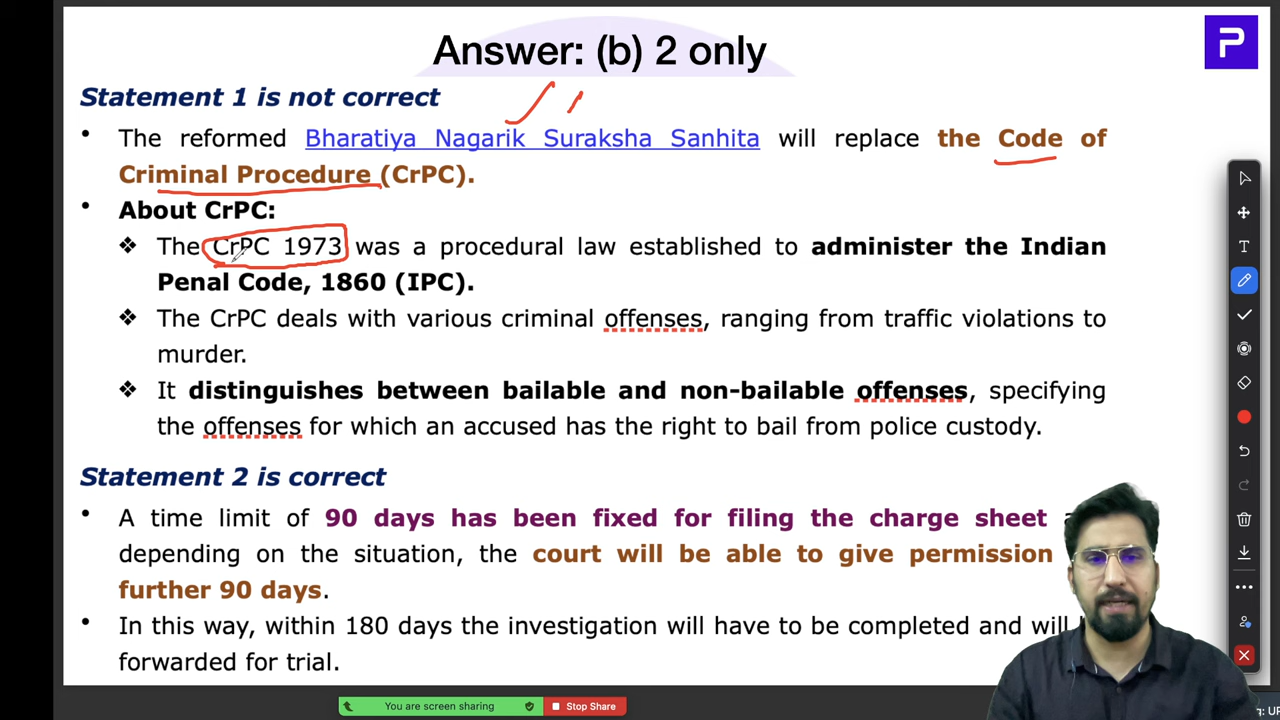 Answer: (b) 2 only
P
Statement 1 is not correct
• The reformed Bharatiya Nagarik Suraksha Sanhita will replace the Code of
Criminal Procedure (CrPC).
• About CrPC:
❖ The CrPC 1973 was a procedural law established to administer the Indian
Penal Code, 1860 (IPC).
❖ The CrPC deals with various criminal offenses, ranging from traffic violations to
murder.
❖ It distinguishes between bailable and non-bailable offenses, specifying
the offenses for which an accused has the right to bail from police custody.
Statement 2 is correct
• A time limit of 90 days has been fixed for filing the charge sheet
depending on the situation, the court will be able to give permission
further 90 days.
• In this way, within 180 days the investigation will have to be completed and will
forwarded for trial.
You are screen sharing
Stop Share